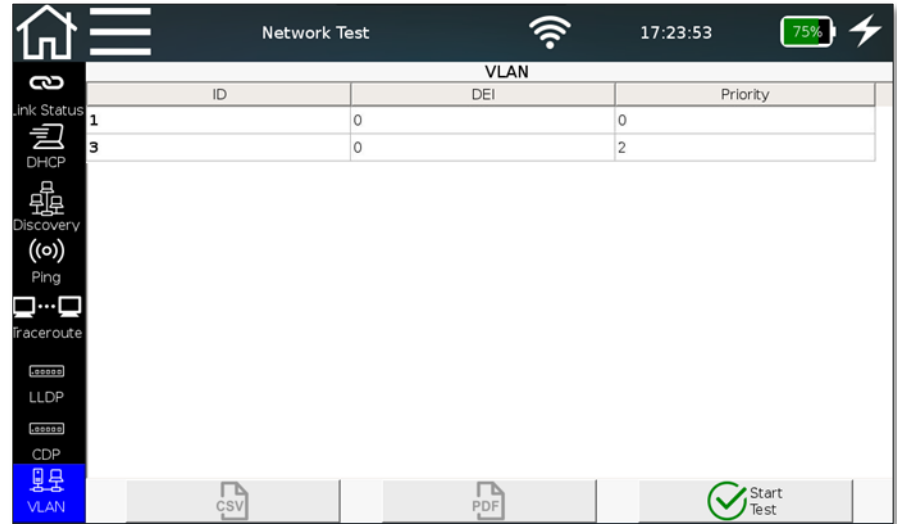 Network Test
17:23:53
75%
VLAN
ID DEI Priority
1 0 0
3 0 2
Link Status
DHCP
Discovery
Ping
Traceroute
LLDP
CDP
VLAN
CSV
PDF
Start
Test